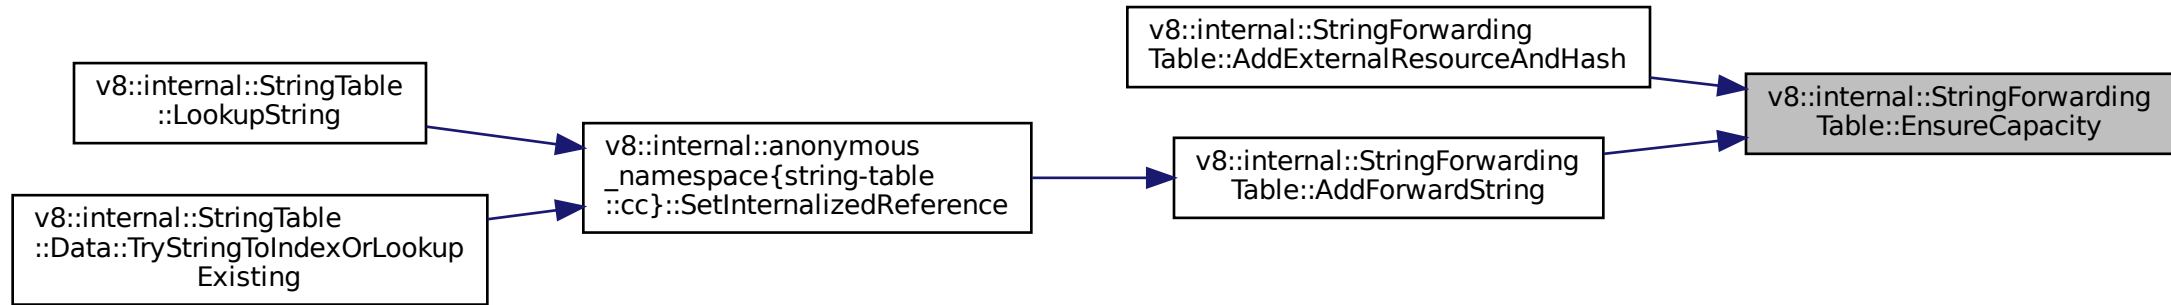 v8::internal::StringTable
::LookupString
v8::internal::StringTable
::Data::TryStringToIndexOrLookup
Existing
v8::internal::anonymous
_namespace{string-table
::cc}::SetInternalizedReference
v8::internal::StringForwarding
Table::AddExternalResourceAndHash
v8::internal::StringForwarding
Table::AddForwardString
v8::internal::StringForwarding
Table::EnsureCapacity